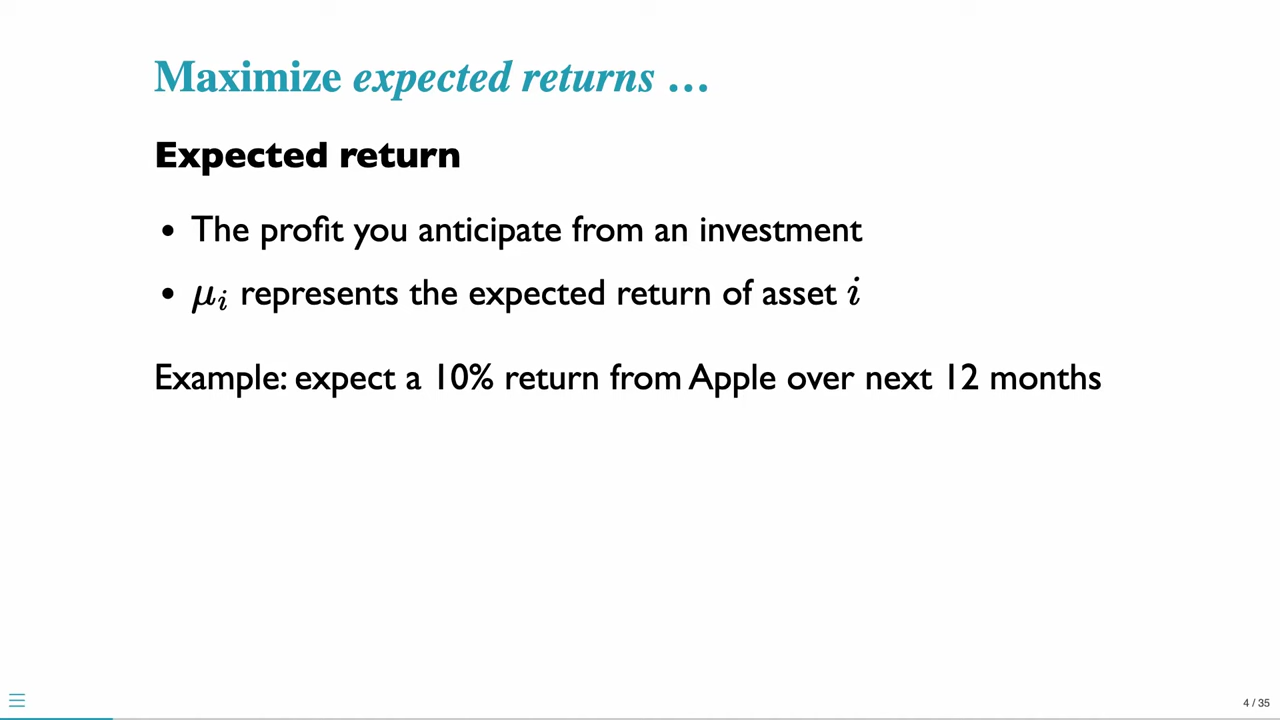 Maximize expected returns …
Expected return
• The profit you anticipate from an investment
• μᵢ represents the expected return of asset i
Example: expect a 10% return from Apple over next 12 months
4 / 35